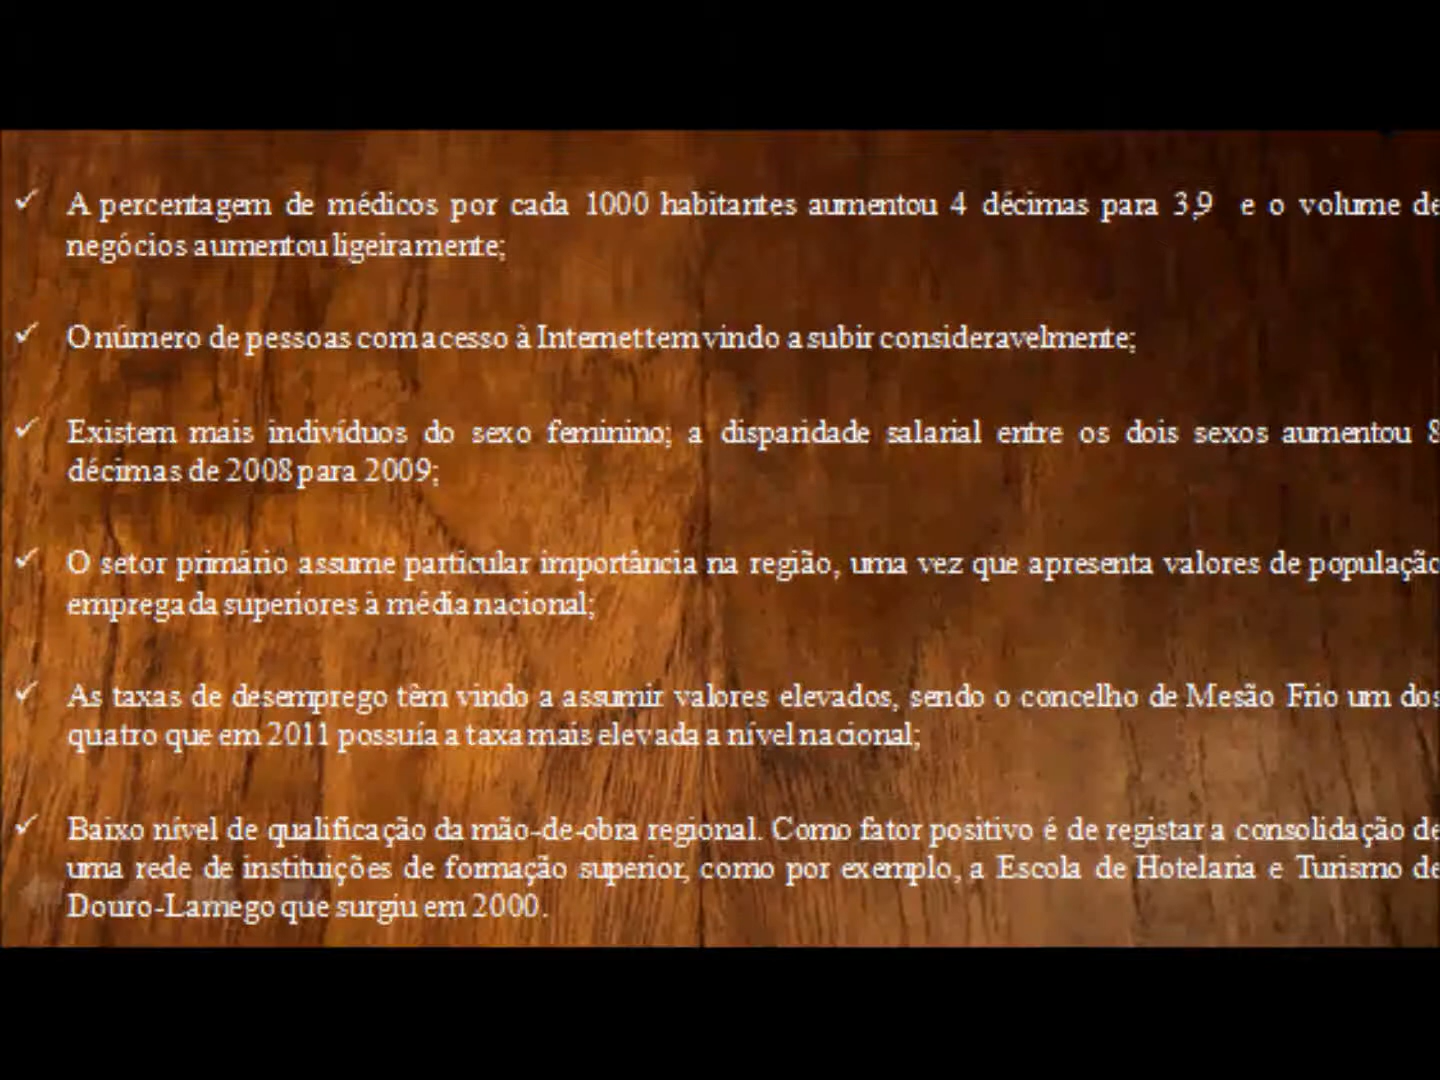 ✓ A percentagem de médicos por cada 1000 habitantes aumentou 4 décimas para 3,9 e o volume de
negócios aumentou ligeiramente;
✓ O número de pessoas com acesso à Internet tem vindo a subir consideravelmente;
✓ Existem mais indivíduos do sexo feminino; a disparidade salarial entre os dois sexos aumentou 8
décimas de 2008 para 2009;
✓ O setor primário assume particular importância na região, uma vez que apresenta valores de população
empregada superiores à média nacional;
✓ As taxas de desemprego têm vindo a assumir valores elevados, sendo o concelho de Mesão Frio um dos
quatro que em 2011 possuía a taxa mais elevada a nível nacional;
✓ Baixo nível de qualificação da mão-de-obra regional. Como fator positivo é de registar a consolidação de
uma rede de instituições de formação superior, como por exemplo, a Escola de Hotelaria e Turismo de
Douro-Lamego que surgiu em 2000.